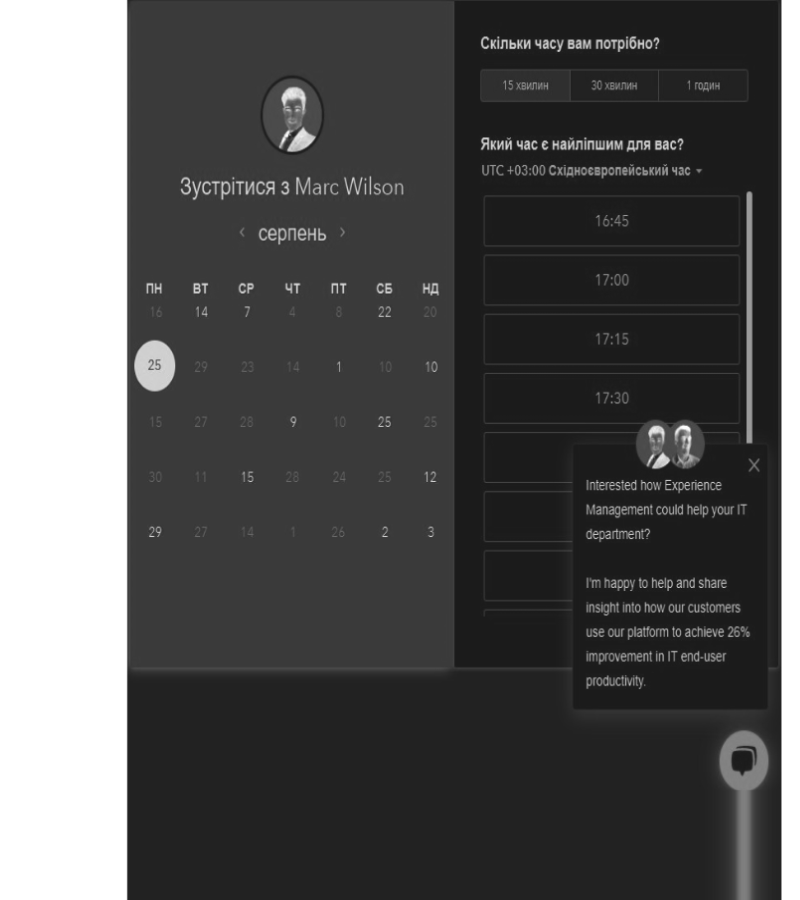 Зустрітися з Marc Wilson
серпень
ПН ВТ СР ЧТ ПТ СБ НД
16 14 7 4 8 22 20
25 29 23 14 1 10 10
15 27 28 9 10 25 25
30 11 15 28 24 25 12
29 27 14 1 26 2 3
Скільки часу вам потрібно?
15 хвилин 30 хвилин 1 годин
Який час є найліпшим для вас?
UTC +03:00 Східноєвропейський час
16:45
17:00
17:15
17:30
Interested how Experience
Management could help your IT
department?
I'm happy to help and share
insight into how our customers
use our platform to achieve 26%
improvement in IT end-user
productivity.